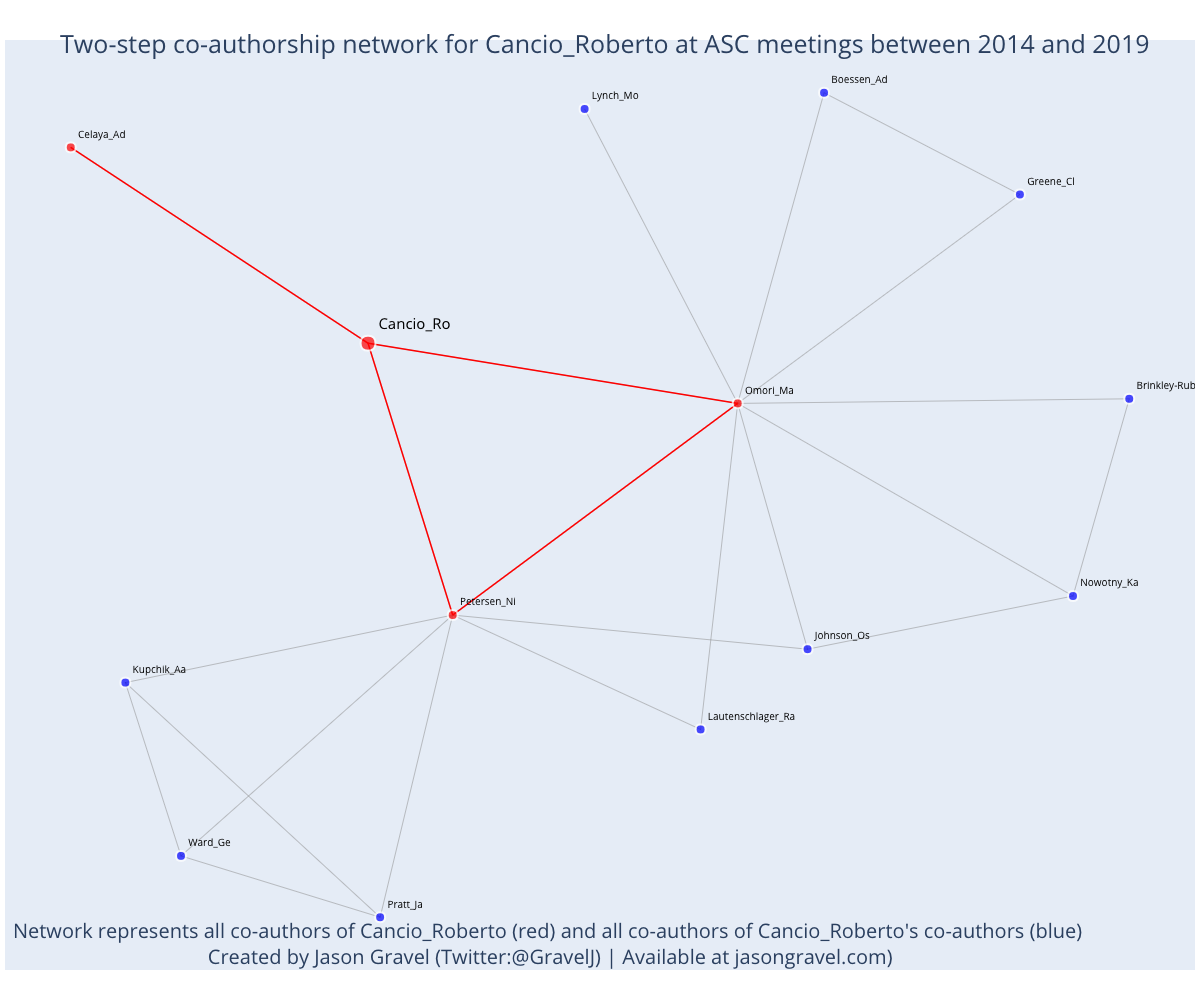 Two-step co-authorship network for Cancio_Roberto at ASC meetings between 2014 and 2019
Boessen_Ad
Lynch_Mo
Celaya_Ad
Greene_Cl
Cancio_Ro
Brinkley-Rub
Omori_Ma
Nowotny_Ka
Petersen_Ni
Johnson_Os
Kupchik_Aa
Lautenschlager_Ra
Ward_Ge
Pratt_Ja
Network represents all co-authors of Cancio_Roberto (red) and all co-authors of Cancio_Roberto's co-authors (blue)
Created by Jason Gravel (Twitter:@GravelJ) | Available at jasongravel.com)